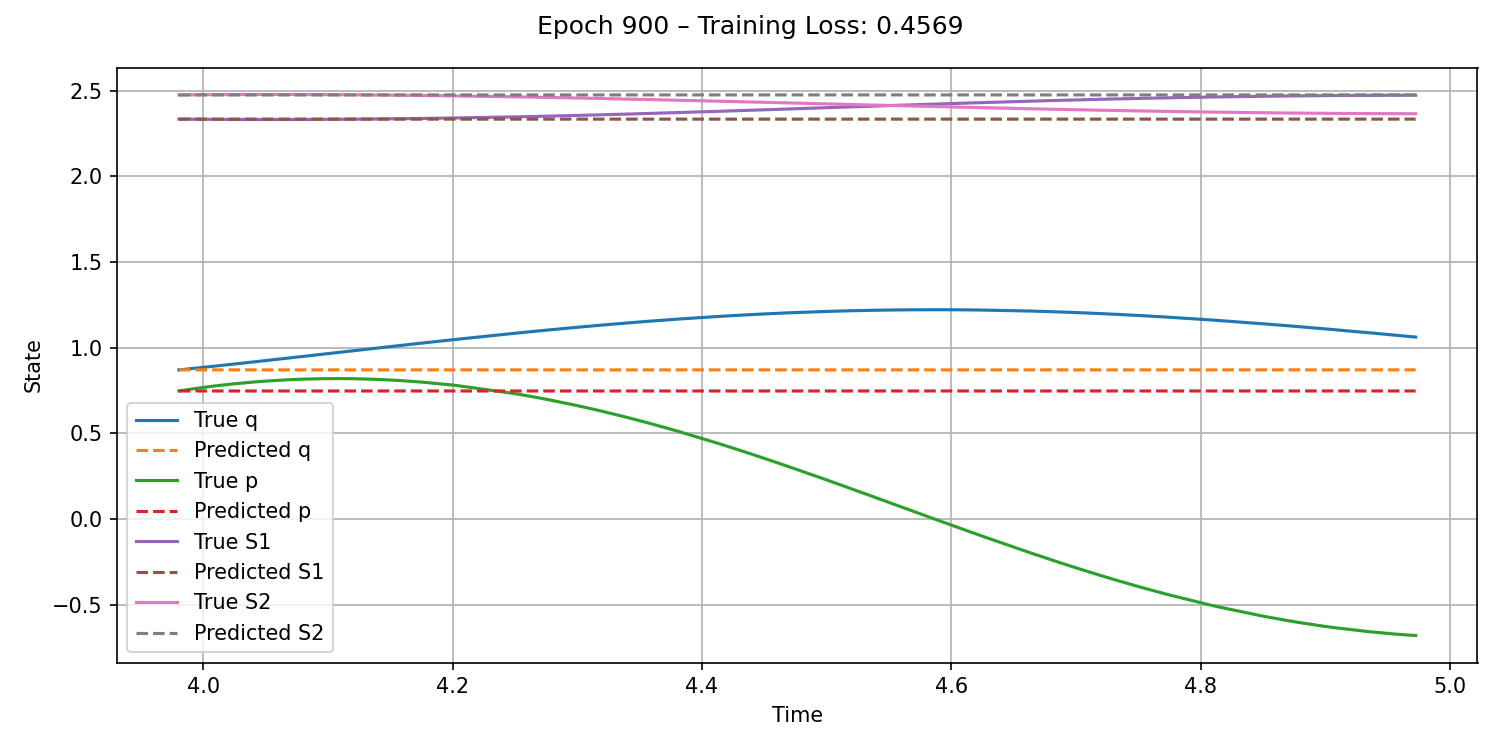 Epoch 900 – Training Loss: 0.4569
State
2.5
2.0
1.5
1.0
0.5
0.0
−0.5
True q
Predicted q
True p
Predicted p
True S1
Predicted S1
True S2
Predicted S2
4.0 4.2 4.4 4.6 4.8 5.0
Time